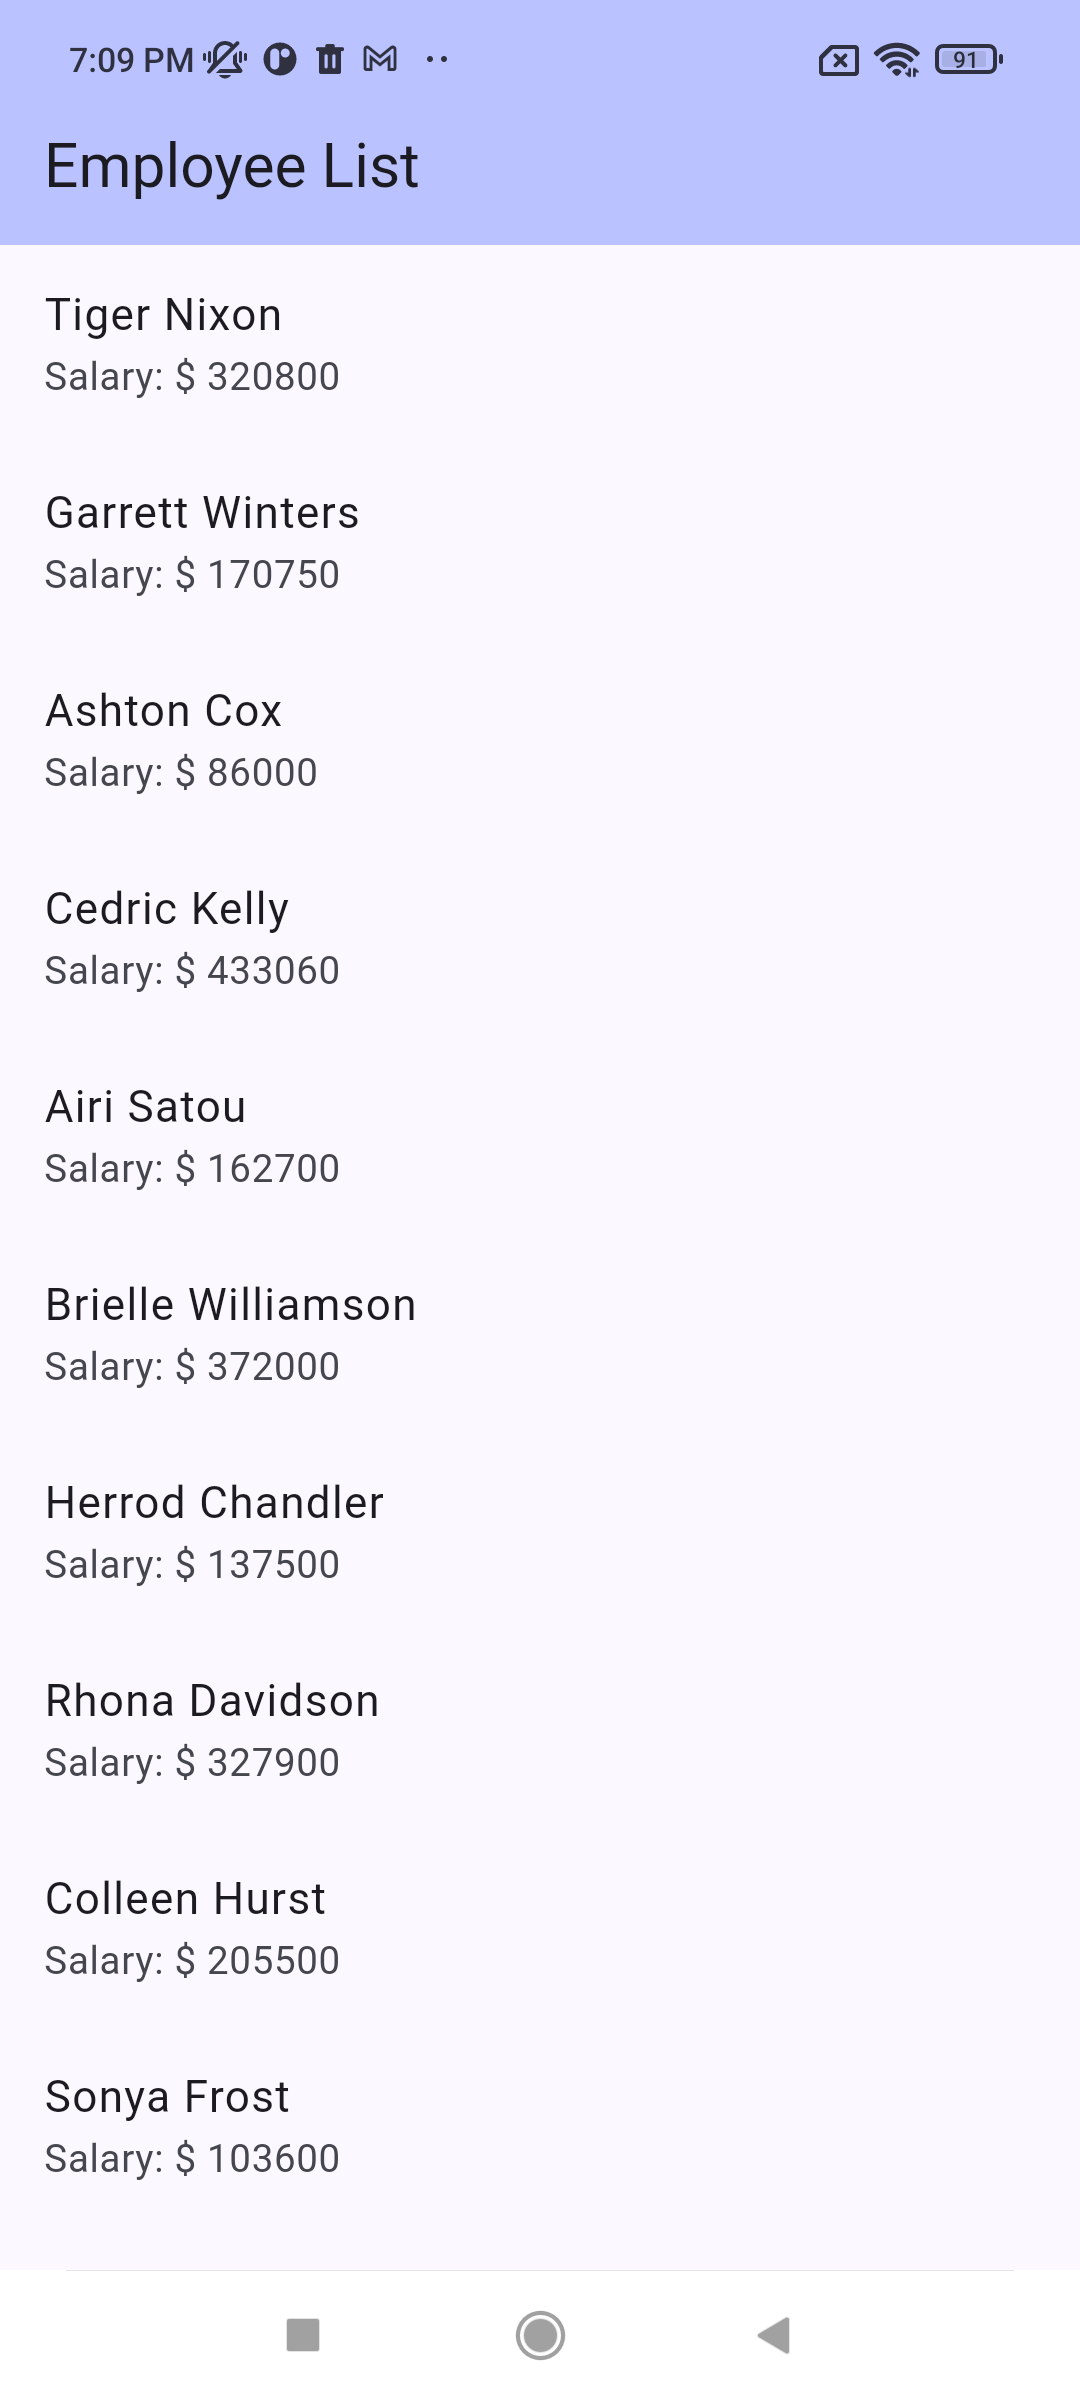 7:09 PM
91
Employee List
Tiger Nixon
Salary: $ 320800
Garrett Winters
Salary: $ 170750
Ashton Cox
Salary: $ 86000
Cedric Kelly
Salary: $ 433060
Airi Satou
Salary: $ 162700
Brielle Williamson
Salary: $ 372000
Herrod Chandler
Salary: $ 137500
Rhona Davidson
Salary: $ 327900
Colleen Hurst
Salary: $ 205500
Sonya Frost
Salary: $ 103600